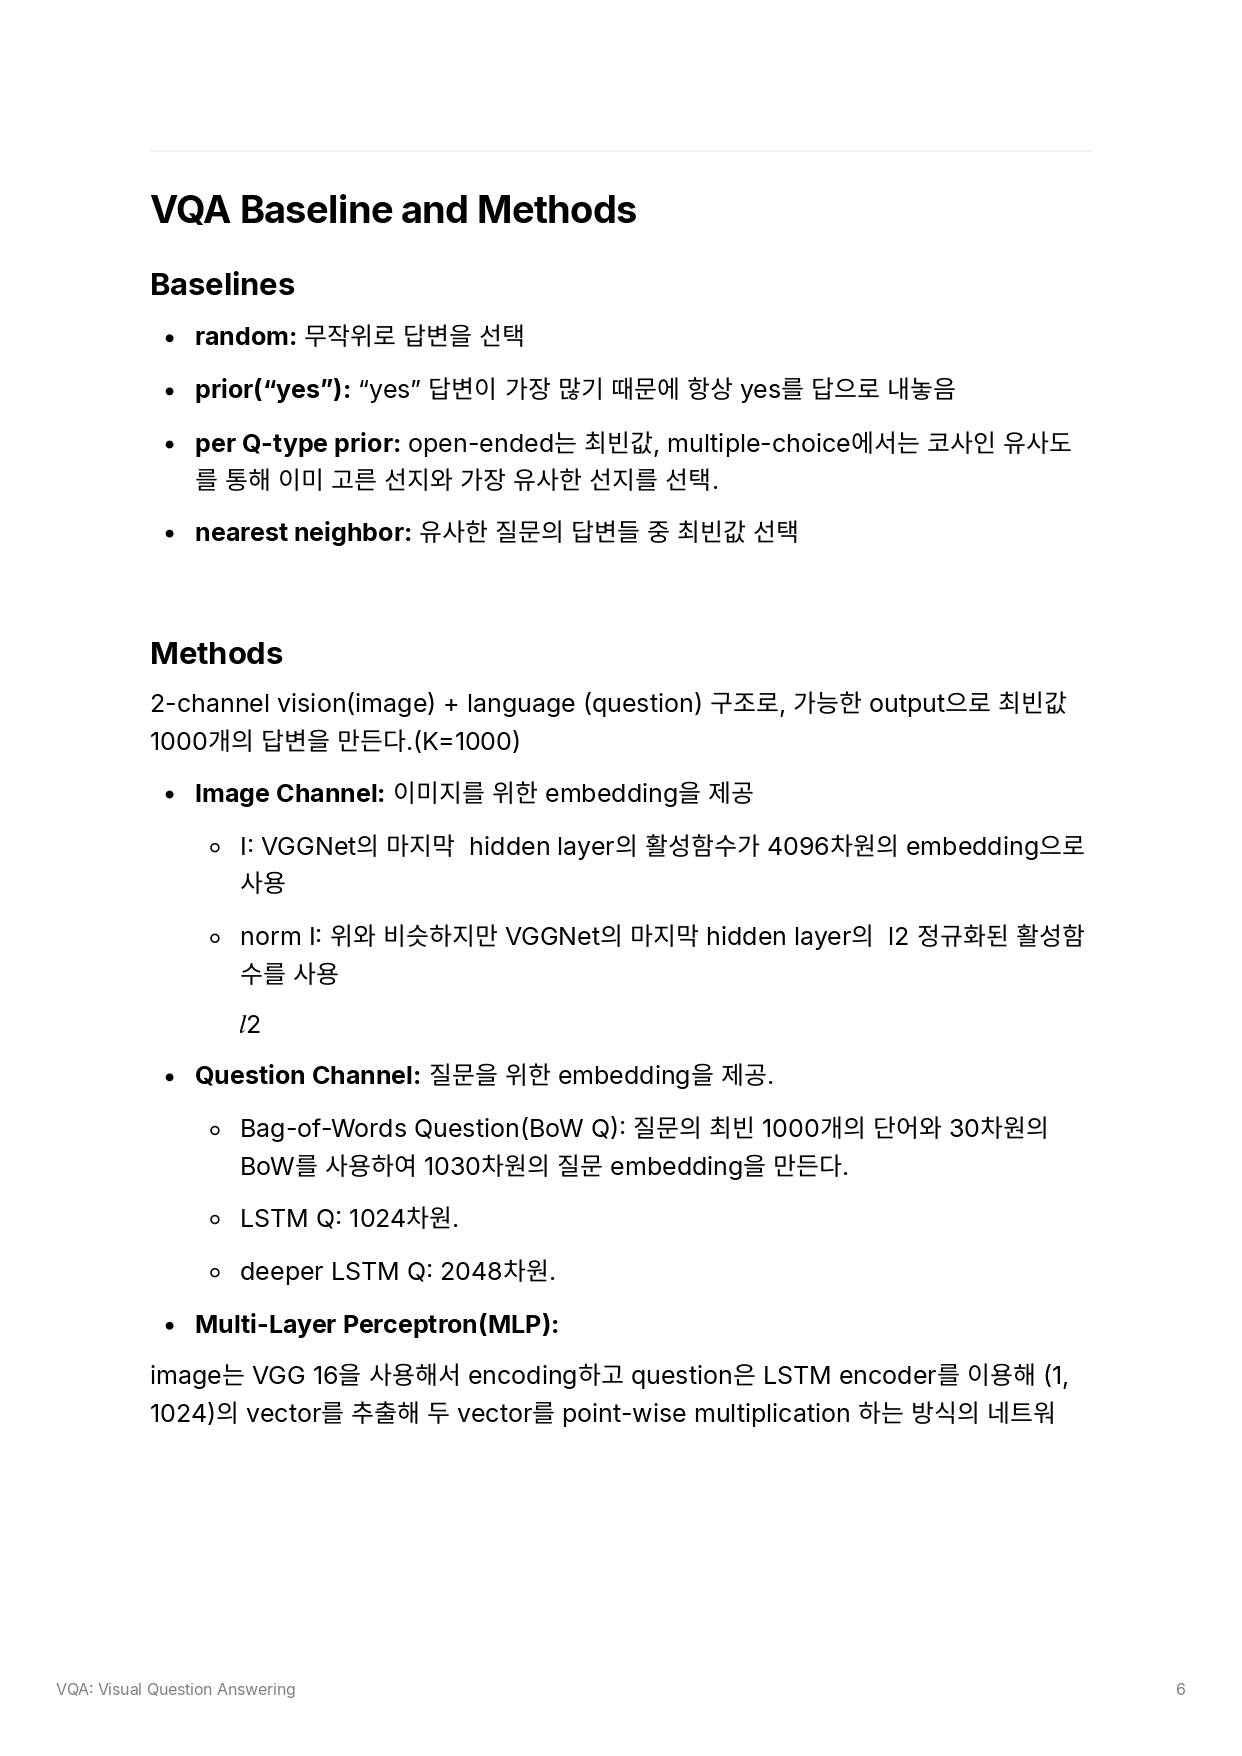 VQA Baseline and Methods
Baselines
• random: 무작위로 답변을 선택
• prior(“yes”): “yes” 답변이 가장 많기 때문에 항상 yes를 답으로 내놓음
• per Q-type prior: open-ended는 최빈값, multiple-choice에서는 코사인 유사도
를 통해 이미 고른 선지와 가장 유사한 선지를 선택.
• nearest neighbor: 유사한 질문의 답변들 중 최빈값 선택
Methods
2-channel vision(image) + language (question) 구조로, 가능한 output으로 최빈값
1000개의 답변을 만든다.(K=1000)
• Image Channel: 이미지를 위한 embedding을 제공
◦ I: VGGNet의 마지막  hidden layer의 활성함수가 4096차원의 embedding으로
사용
◦ norm I: 위와 비슷하지만 VGGNet의 마지막 hidden layer의  l2 정규화된 활성함
수를 사용
l2
• Question Channel: 질문을 위한 embedding을 제공.
◦ Bag-of-Words Question(BoW Q): 질문의 최빈 1000개의 단어와 30차원의
BoW를 사용하여 1030차원의 질문 embedding을 만든다.
◦ LSTM Q: 1024차원.
◦ deeper LSTM Q: 2048차원.
• Multi-Layer Perceptron(MLP):
image는 VGG 16을 사용해서 encoding하고 question은 LSTM encoder를 이용해 (1,
1024)의 vector를 추출해 두 vector를 point-wise multiplication 하는 방식의 네트워
VQA: Visual Question Answering
6